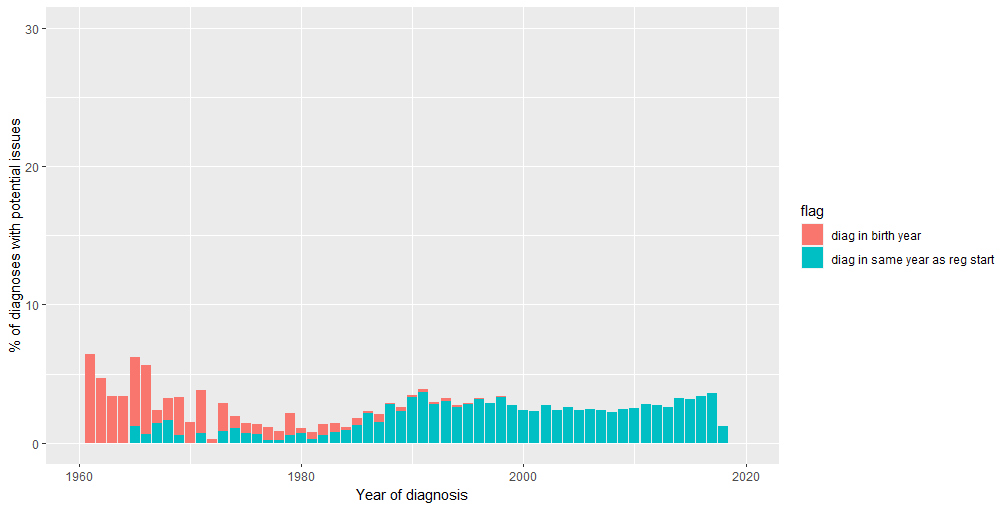 % of diagnoses with potential issues
30
20
10
0
1960
1980
2000
2020
Year of diagnosis
flag
diag in birth year
diag in same year as reg start